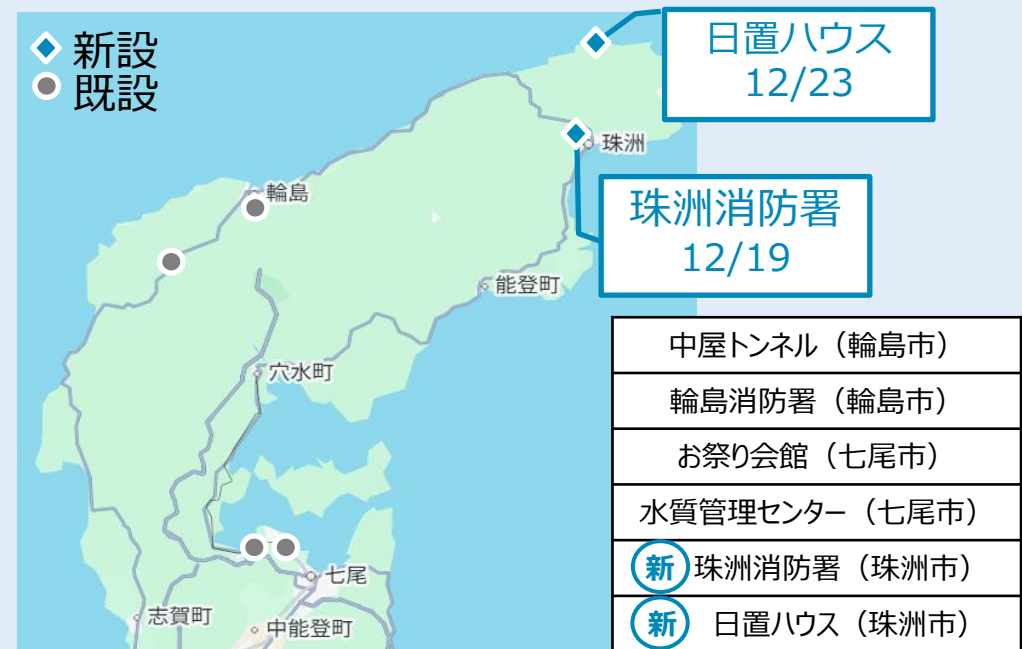 新設
既設
日置ハウス
12/23
珠洲
輪島
珠洲消防署
12/19
能登町
穴水町
七尾
志賀町
中能登町
中屋トンネル（輪島市）
輪島消防署（輪島市）
お祭り会館（七尾市）
水質管理センター（七尾市）
新 珠洲消防署（珠洲市）
新 日置ハウス（珠洲市）